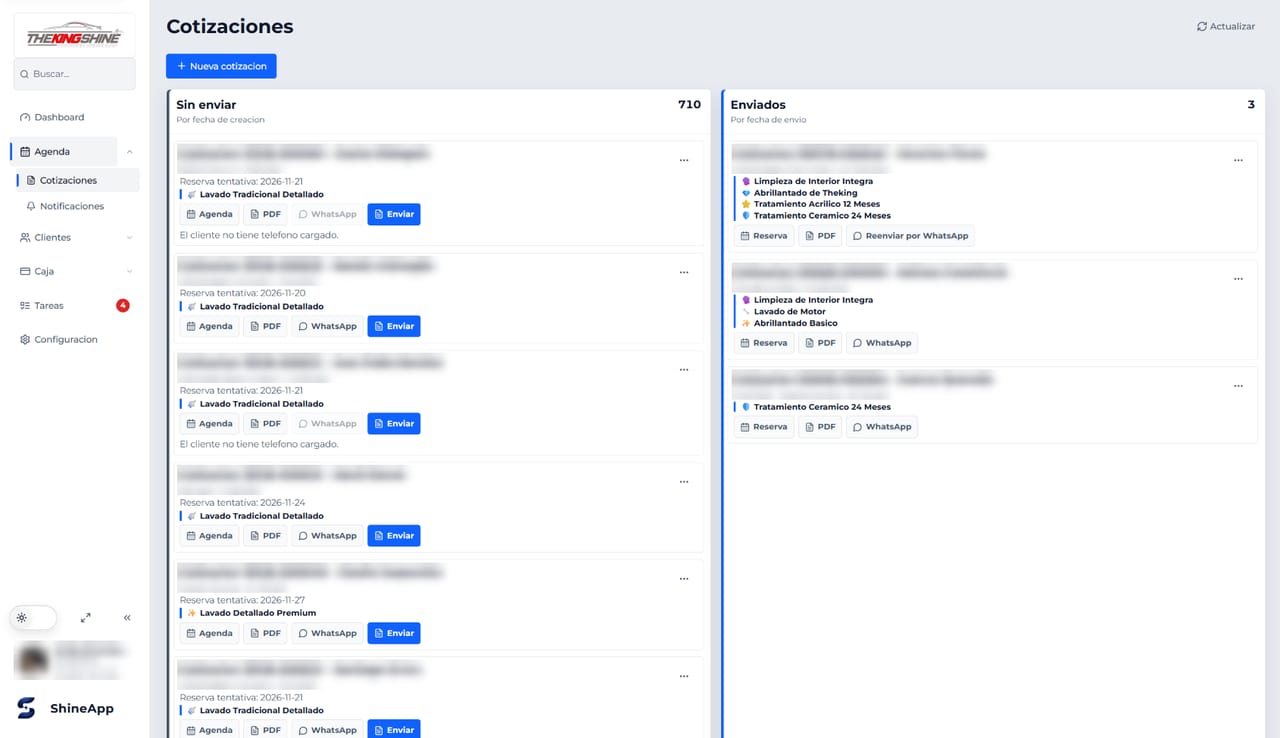 THEKINGSHINE
Buscar...
Dashboard
Agenda
Cotizaciones
Notificaciones
Clientes
Caja
Tareas 4
Configuracion
ShineApp
Cotizaciones
Actualizar
+ Nueva cotizacion
Sin enviar 710
Por fecha de creacion
...
Reserva tentativa: 2026-11-21
Lavado Tradicional Detallado
Agenda PDF WhatsApp Enviar
El cliente no tiene telefono cargado.
...
Reserva tentativa: 2026-11-20
Lavado Tradicional Detallado
Agenda PDF WhatsApp Enviar
...
Reserva tentativa: 2026-11-21
Lavado Tradicional Detallado
Agenda PDF WhatsApp Enviar
El cliente no tiene telefono cargado.
...
Reserva tentativa: 2026-11-24
Lavado Tradicional Detallado
Agenda PDF WhatsApp Enviar
...
Reserva tentativa: 2026-11-27
Lavado Detallado Premium
Agenda PDF WhatsApp Enviar
...
Reserva tentativa: 2026-11-21
Lavado Tradicional Detallado
Agenda PDF WhatsApp Enviar
Enviados 3
Por fecha de envio
...
Limpieza de Interior Integra
Abrillantado de Theking
Tratamiento Acrilico 12 Meses
Tratamiento Ceramico 24 Meses
Reserva PDF Reenviar por WhatsApp
...
Limpieza de Interior Integra
Lavado de Motor
Abrillantado Basico
Reserva PDF WhatsApp
...
Tratamiento Ceramico 24 Meses
Reserva PDF WhatsApp